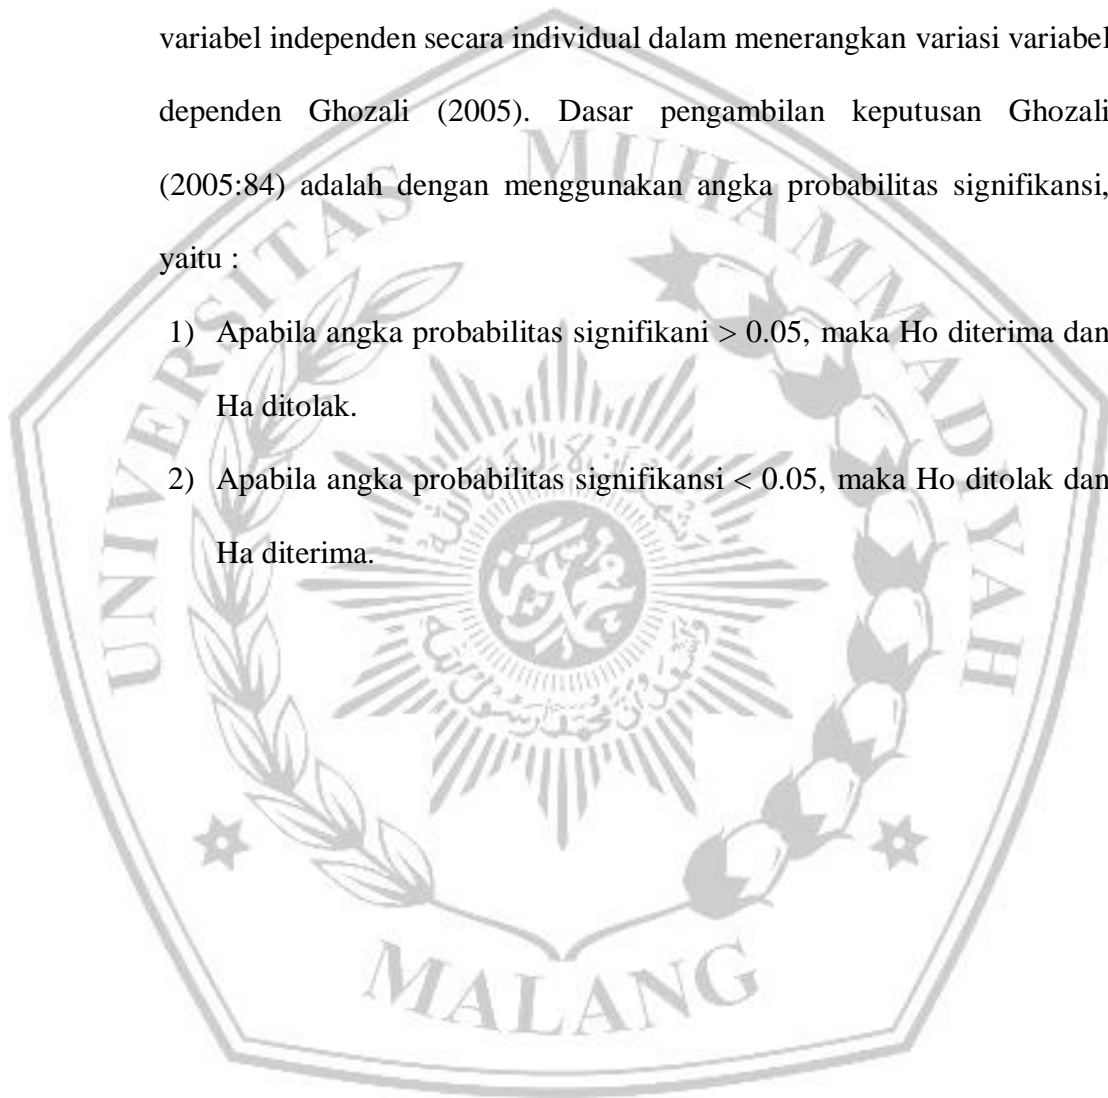 variabel independen secara individual dalam menerangkan variasi variabel
dependen Ghozali (2005). Dasar pengambilan keputusan Ghozali
(2005:84) adalah dengan menggunakan angka probabilitas signifikansi,
yaitu :
1) Apabila angka probabilitas signifikani > 0.05, maka Ho diterima dan
Ha ditolak.
2) Apabila angka probabilitas signifikansi < 0.05, maka Ho ditolak dan
Ha diterima.
UNIVERSITAS MUHAMMADIYAH
MALANG